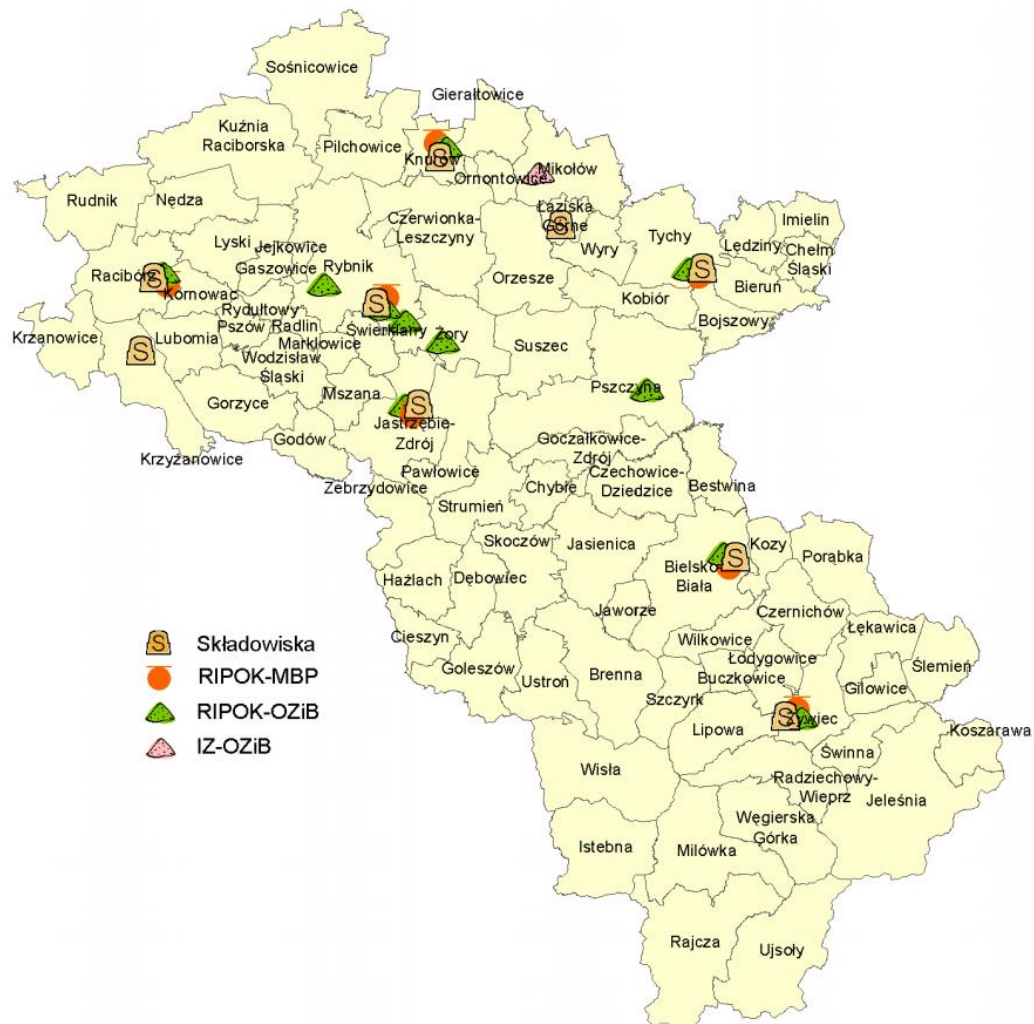 Sośnicowice
Gierałtowice
Kuźnia
Raciborska
Pilchowice
Knurów
S
Ornontowice
Mikołów
Rudnik
Nędza
Łaziska
Górne
S
Imielin
Czerwionka-
Leszczyny
Tychy
Lędziny
Chełm
Śląski
Lyski
Jejkowice
Wyry
Gaszowice
Rybnik
Racibórz
S
Orzesze
S
Bieruń
Kornowac
Kobiór
Rydułtowy
S
Bojszowy
Pszów
Radlin
Świerklany
Żory
Krzanowice
S
Lubomia
Marklowice
Suszec
Wodzisław
Śląski
Mszana
Pszczyna
Gorzyce
S
Jastrzębie-
Zdrój
Godów
Goczałkowice-
Zdrój
Krzyżanowice
Pawłowice
Czechowice-
Dziedzice
Zebrzydowice
Chybie
Bestwina
Strumień
Skoczów
Jasienica
Kozy
S
Porąbka
Bielsko-
Biała
Hażlach
Dębowiec
Jaworze
Czernichów
Cieszyn
Wilkowice
Łękawica
Składowiska
S
Łodygowice
Ślemień
Goleszów
Ustroń
Brenna
Buczkowice
Gilowice
RIPOK-MBP
Szczyrk
RIPOK-OZiB
Lipowa
S
Żywiec
Koszarawa
IZ-OZiB
Świnna
Wisła
Radziechowy-
Wieprz
Jeleśnia
Węgierska
Górka
Istebna
Milówka
Rajcza
Ujsoły